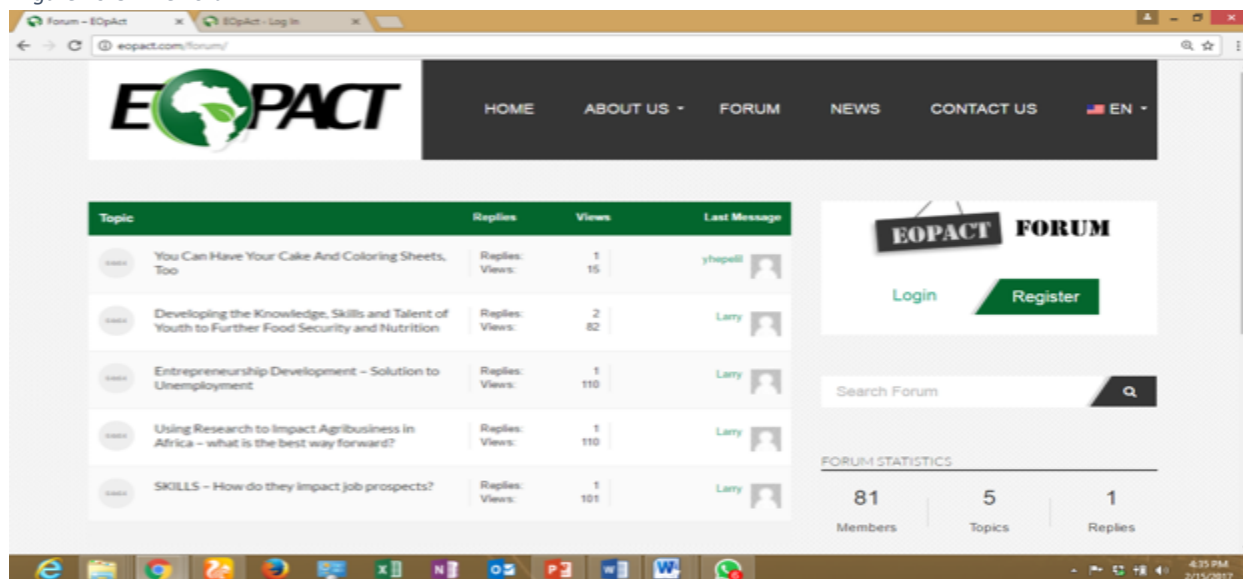 Forum – EOpAct
EOpAct - Log In
eopact.com/forum/
EOPACT
HOME
ABOUT US
FORUM
NEWS
CONTACT US
EN
Topic Replies Views Last Message
You Can Have Your Cake And Coloring Sheets,
Too
Replies: 1
Views: 15
yhepelil
Developing the Knowledge, Skills and Talent of
Youth to Further Food Security and Nutrition
Replies: 2
Views: 82
Larry
Entrepreneurship Development – Solution to
Unemployment
Replies: 1
Views: 110
Larry
Using Research to Impact Agribusiness in
Africa – what is the best way forward?
Replies: 1
Views: 110
Larry
SKILLS – How do they impact job prospects?
Replies: 1
Views: 101
Larry
EOPACT FORUM
Login
Register
Search Forum
FORUM STATISTICS
81 5 1
Members Topics Replies
4:35 PM
2/15/2017